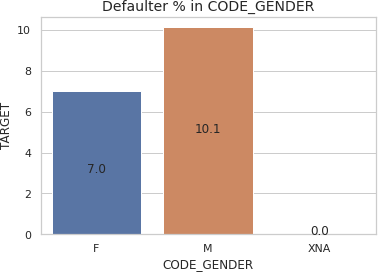 Defaulter % in CODE_GENDER
TARGET
10
8
6
4
2
0
7.0
10.1
0.0
F M XNA
CODE_GENDER